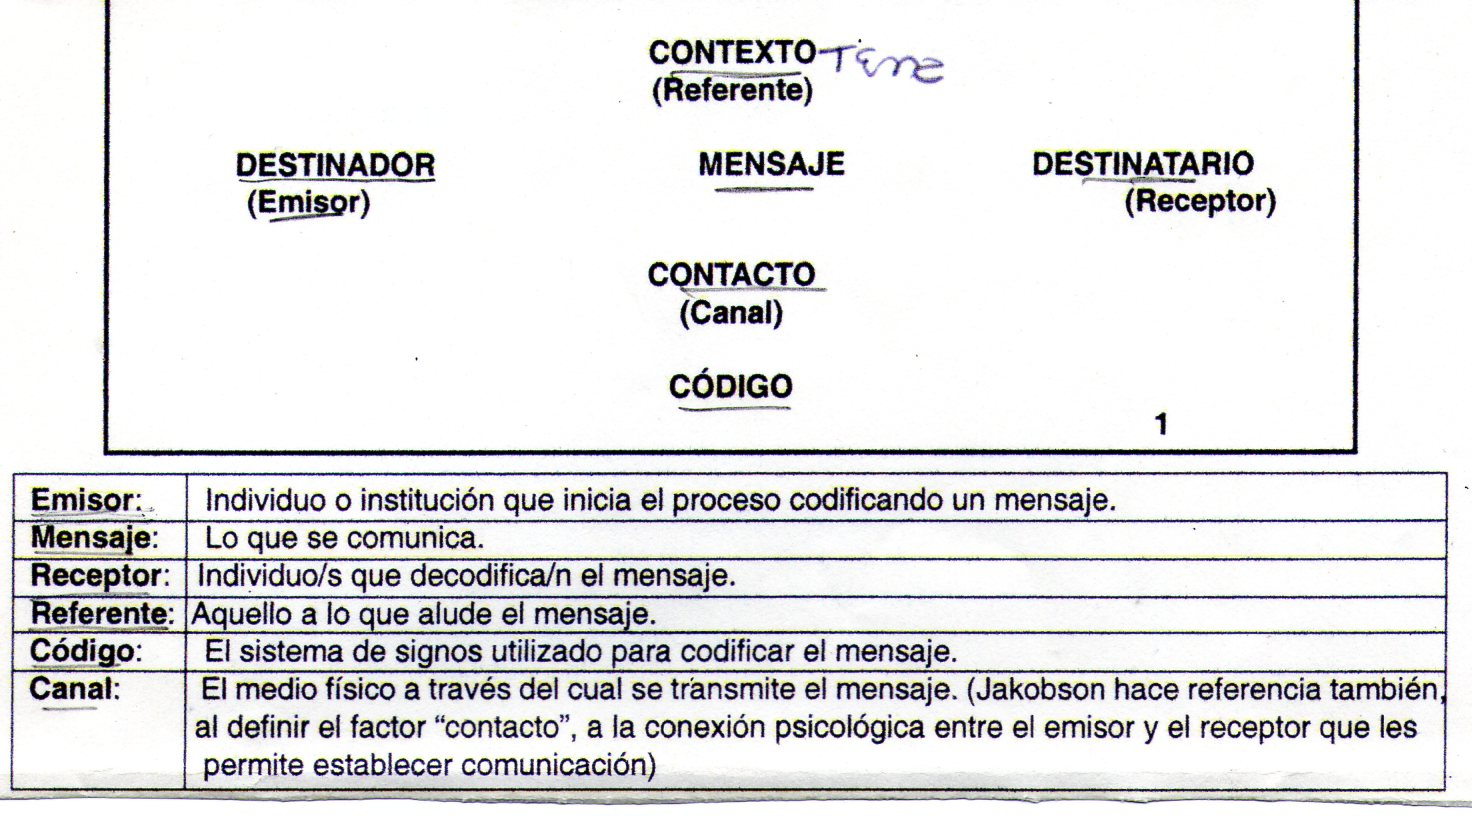 CONTEXTO Tema
(Referente)
DESTINADOR MENSAJE DESTINATARIO
(Emisor) (Receptor)
CONTACTO
(Canal)
CÓDIGO
1
Emisor: Individuo o institución que inicia el proceso codificando un mensaje.
Mensaje: Lo que se comunica.
Receptor: Individuo/s que decodifica/n el mensaje.
Referente: Aquello a lo que alude el mensaje.
Código: El sistema de signos utilizado para codificar el mensaje.
Canal: El medio físico a través del cual se transmite el mensaje. (Jakobson hace referencia también,
al definir el factor “contacto”, a la conexión psicológica entre el emisor y el receptor que les
permite establecer comunicación)